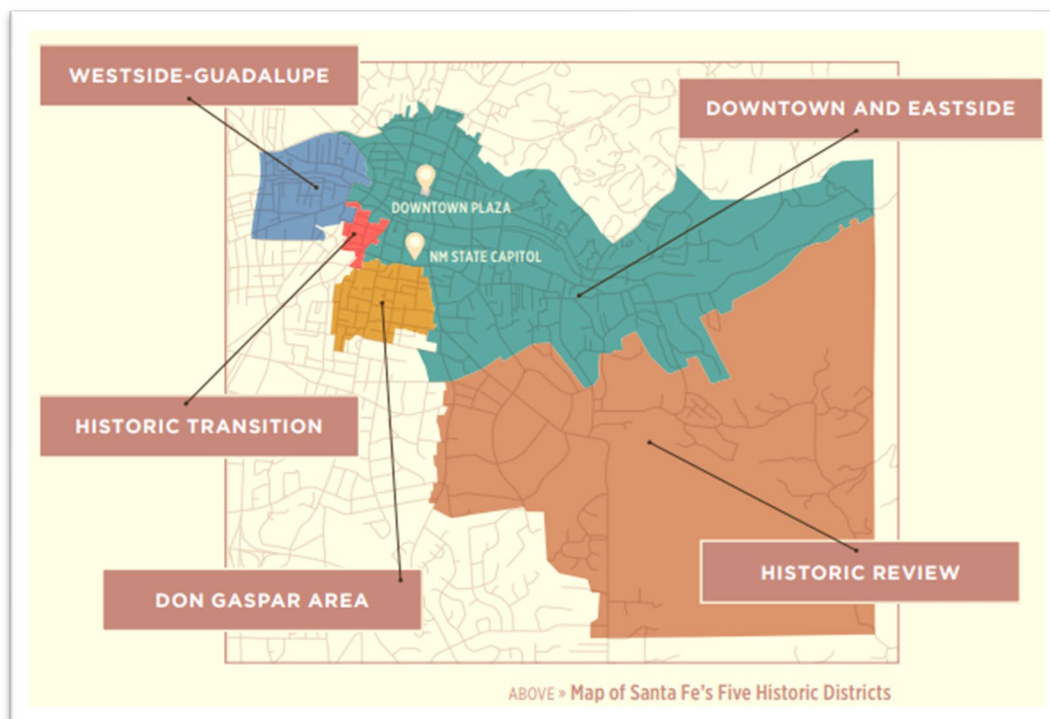 WESTSIDE-GUADALUPE
DOWNTOWN AND EASTSIDE
DOWNTOWN PLAZA
NM STATE CAPITOL
HISTORIC TRANSITION
HISTORIC REVIEW
DON GASPAR AREA
ABOVE » Map of Santa Fe's Five Historic Districts